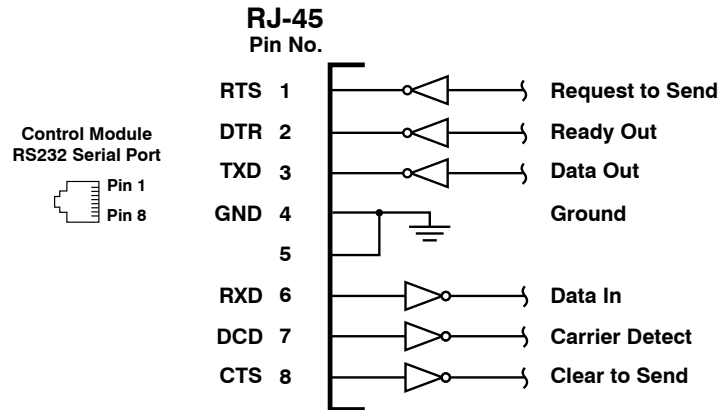 RJ-45
Pin No.
RTS 1 Request to Send
DTR 2 Ready Out
TXD 3 Data Out
GND 4 Ground
5
RXD 6 Data In
DCD 7 Carrier Detect
CTS 8 Clear to Send
Control Module
RS232 Serial Port
Pin 1
Pin 8